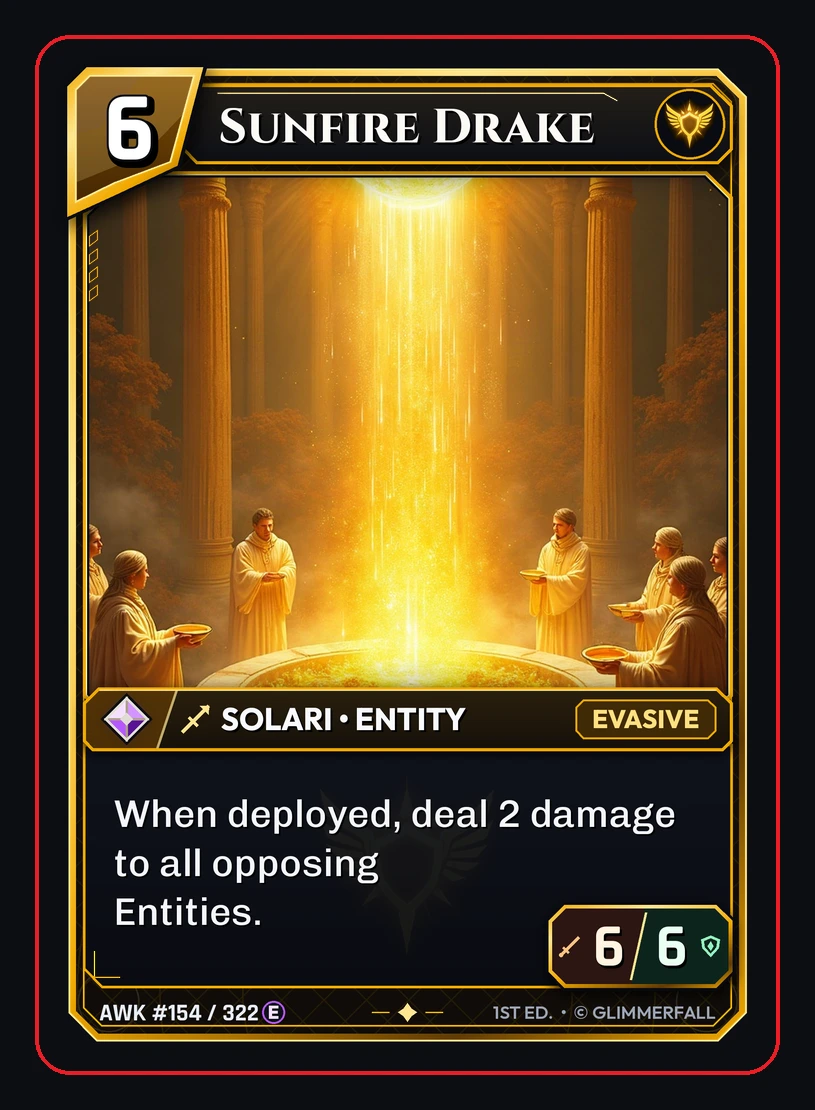 6
SUNFIRE DRAKE
SOLARI • ENTITY
EVASIVE
When deployed, deal 2 damage
to all opposing
Entities.
6/6
AWK #154 / 322 E
1ST ED. • © GLIMMERFALL